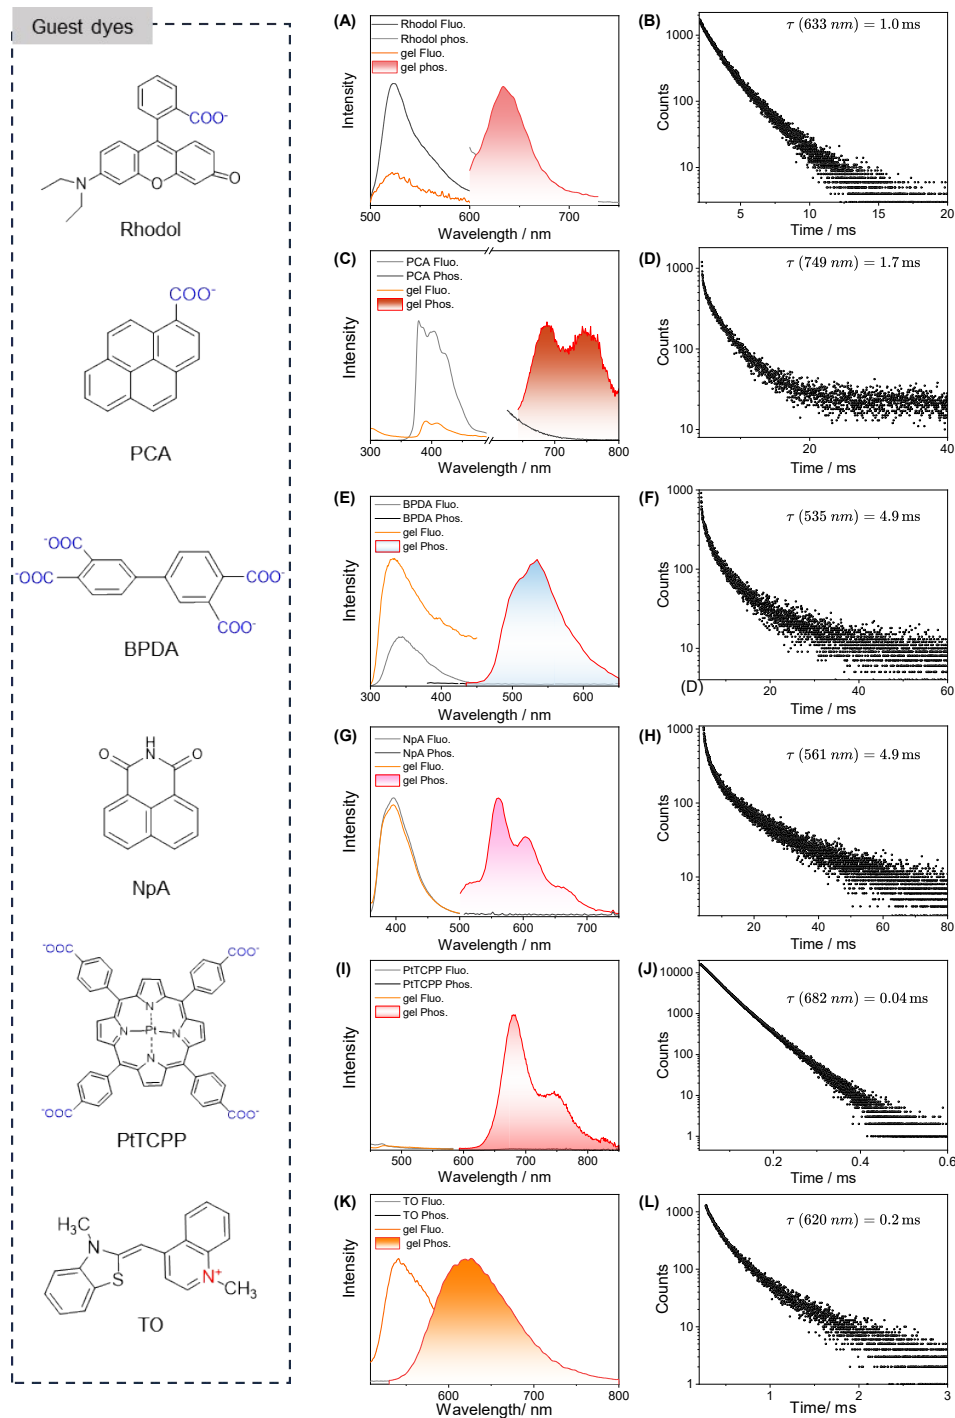 Guest dyes
COO⁻
N
O
O
Rhodol
COO⁻
PCA
⁻OOC
⁻OOC
COO⁻
COO⁻
BPDA
H
O
N
O
NpA
⁻OOC
COO⁻
N
N
Pt
N
N
⁻OOC
COO⁻
PtTCPP
H₃C
N
S
N⁺
CH₃
TO
(A)
Rhodol Fluo.
Rhodol phos.
gel Fluo.
gel phos.
Intensity
500
600
700
Wavelength / nm
(B)
τ (633 nm) = 1.0 ms
Counts
1000
100
10
5
10
15
20
Time / ms
(C)
PCA Fluo.
PCA Phos.
gel Fluo.
gel Phos.
Intensity
300
400
700
800
Wavelength / nm
(D)
τ (749 nm) = 1.7 ms
Counts
1000
100
10
20
40
Time / ms
(E)
BPDA Fluo.
BPDA Phos.
gel Fluo.
gel Phos.
Intensity
300
400
500
600
Wavelength / nm
(F)
τ (535 nm) = 4.9 ms
Counts
1000
100
10
(D)
20
40
60
Time / ms
(G)
NpA Fluo.
NpA Phos.
gel Fluo.
gel Phos.
Intensity
400
500
600
700
Wavelength / nm
(H)
τ (561 nm) = 4.9 ms
Counts
1000
100
10
20
40
60
80
Time / ms
(I)
PtTCPP Fluo.
PtTCPP Phos.
gel Fluo.
gel Phos.
Intensity
500
600
700
800
Wavelength / nm
(J)
τ (682 nm) = 0.04 ms
Counts
10000
1000
100
10
1
0.2
0.4
0.6
Time / ms
(K)
TO Fluo.
TO Phos.
gel Fluo.
gel Phos.
Intensity
600
800
Wavelength/ nm
(L)
τ (620 nm) = 0.2 ms
Counts
1000
100
10
1
1
2
3
Time/ ms